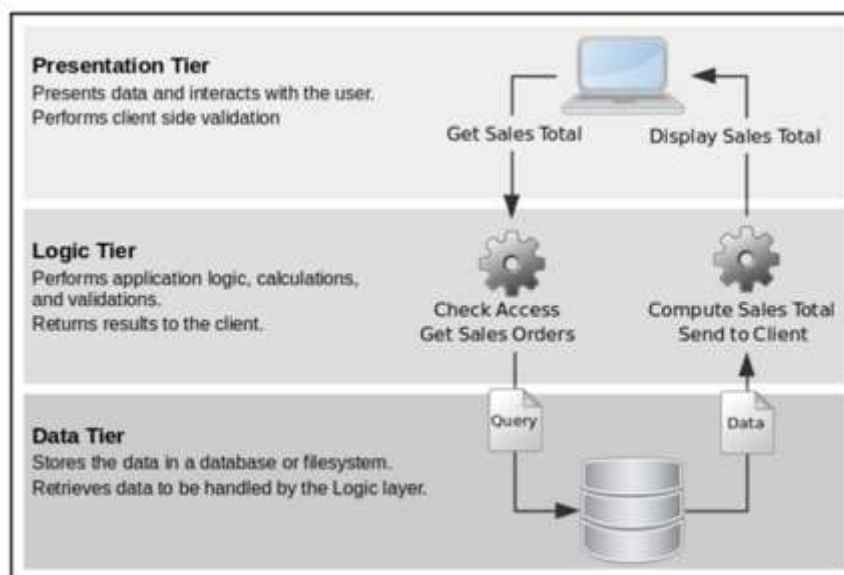 Presentation Tier
Presents data and interacts with the user.
Performs client side validation
Get Sales Total
Display Sales Total
Logic Tier
Performs application logic, calculations,
and validations.
Returns results to the client.
Check Access
Get Sales Orders
Compute Sales Total
Send to Client
Query
Data
Data Tier
Stores the data in a database or filesystem.
Retrieves data to be handled by the Logic layer.